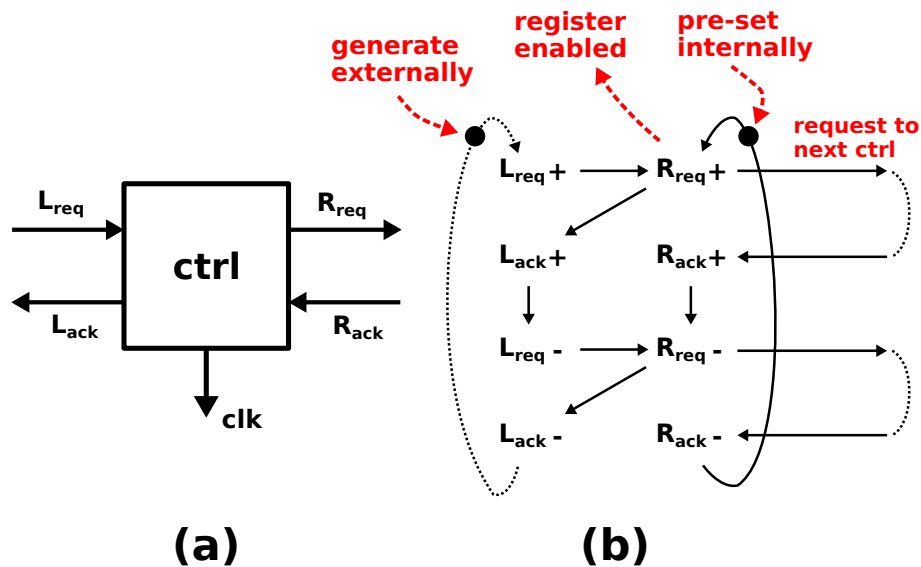 generate
externally
register
enabled
pre-set
internally
request to
next ctrl
Lreq
Rreq
ctrl
Lack
Rack
clk
Lreq+ Rreq+
Lack+ Rack+
Lreq - Rreq -
Lack - Rack -
(a) (b)